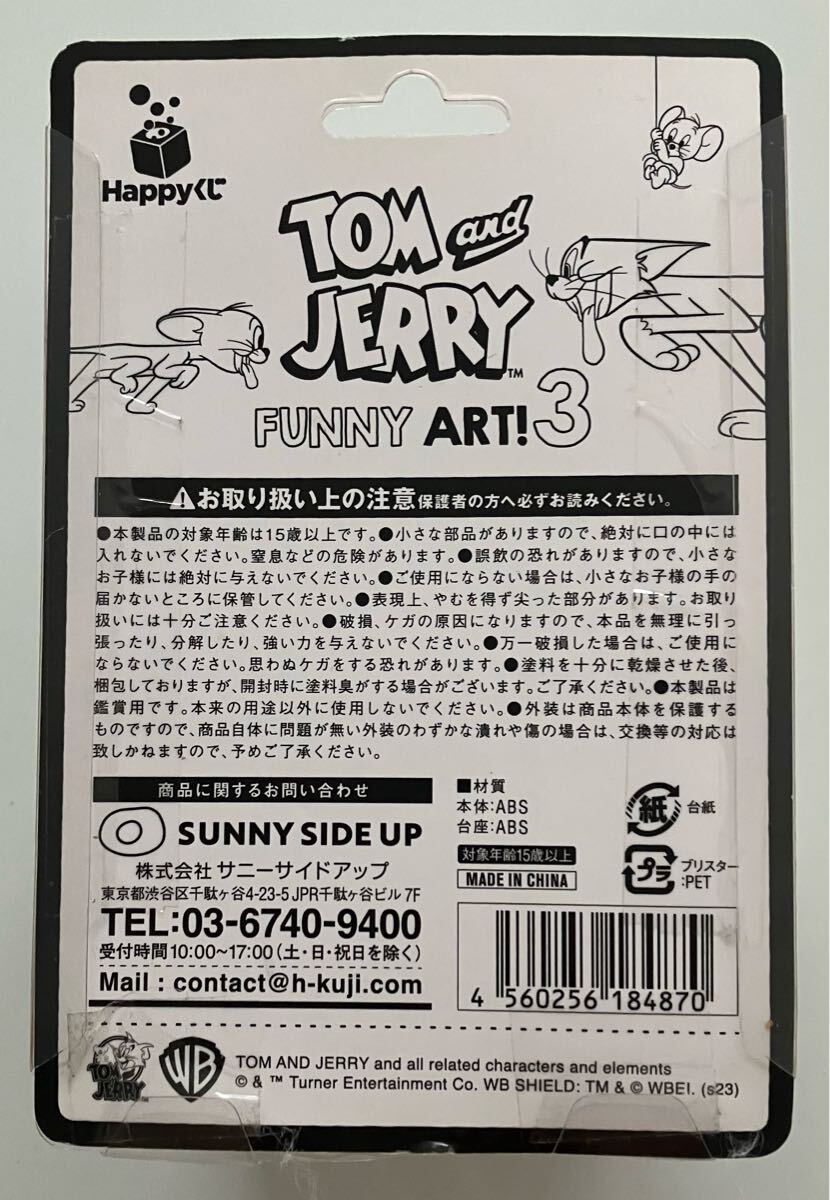 Happyくじ
TOM and
JERRY™
FUNNY ART! 3
⚠お取り扱い上の注意 保護者の方へ必ずお読みください。
●本製品の対象年齢は15歳以上です。●小さな部品がありますので、絶対に口の中には
入れないでください。窒息などの危険があります。●誤飲の恐れがありますので、小さな
お子様には絶対に与えないでください。●ご使用にならない場合は、小さなお子様の手の
届かないところに保管してください。●表現上、やむを得ず尖った部分があります。お取り
扱いには十分ご注意ください。●破損、ケガの原因になりますので、本品を無理に引っ
張ったり、分解したり、強い力を与えないでください。●万一破損した場合は、ご使用に
ならないでください。思わぬケガをする恐れがあります。●塗料を十分に乾燥させた後、
梱包しておりますが、開封時に塗料臭がする場合がございます。ご了承ください。●本製品は
鑑賞用です。本来の用途以外に使用しないでください。●外装は商品本体を保護する
ものですので、商品自体に問題が無い外装のわずかな潰れや傷の場合は、交換等の対応は
致しかねますので、予めご了承ください。
商品に関するお問い合わせ
SUNNY SIDE UP
株式会社 サニーサイドアップ
東京都渋谷区千駄ヶ谷4-23-5 JPR千駄ヶ谷ビル 7F
TEL:03-6740-9400
受付時間10:00~17:00(土・日・祝日を除く)
Mail : contact@h-kuji.com
■材質
本体:ABS
台座:ABS
対象年齢15歳以上
MADE IN CHINA
紙 台紙
プラ ブリスター
:PET
4 560256 184870
TOM and JERRY™
WB
TOM AND JERRY and all related characters and elements
© & ™ Turner Entertainment Co. WB SHIELD: TM & © WBEI. (s23)